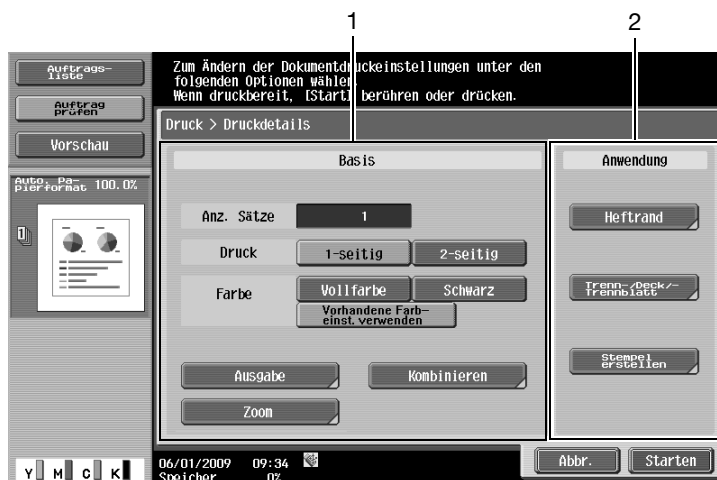 1
2
Auftrags-
liste
Auftrag
prüfen
Vorschau
Auto. Pa-
pierformat 100.0%
1
Zum Ändern der Dokumentdruckeinstellungen unter den
folgenden Optionen wählen.
Wenn druckbereit, [Start] berühren oder drücken.
Druck > Druckdetails
Basis
Anz. Sätze 1
Druck 1-seitig 2-seitig
Farbe Vollfarbe Schwarz
Vorhandene Farb-
einst. verwenden
Ausgabe Kombinieren
Zoom
Anwendung
Heftrand
Trenn-/Deck-/-
Trennblatt
Stempel
erstellen
Y M C K
06/01/2009 09:34
Speicher 0%
Abbr. Starten